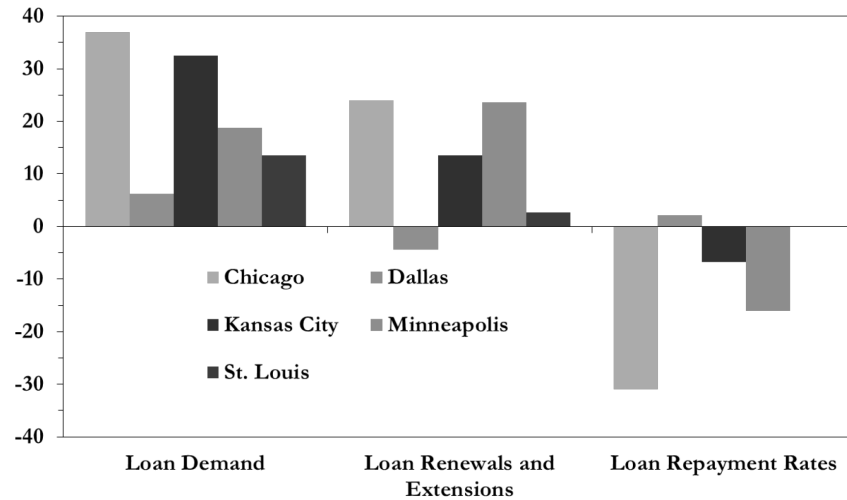 40
30
20
10
0
-10
-20
-30
-40
Chicago
Dallas
Kansas City
Minneapolis
St. Louis
Loan Demand
Loan Renewals and
Extensions
Loan Repayment Rates